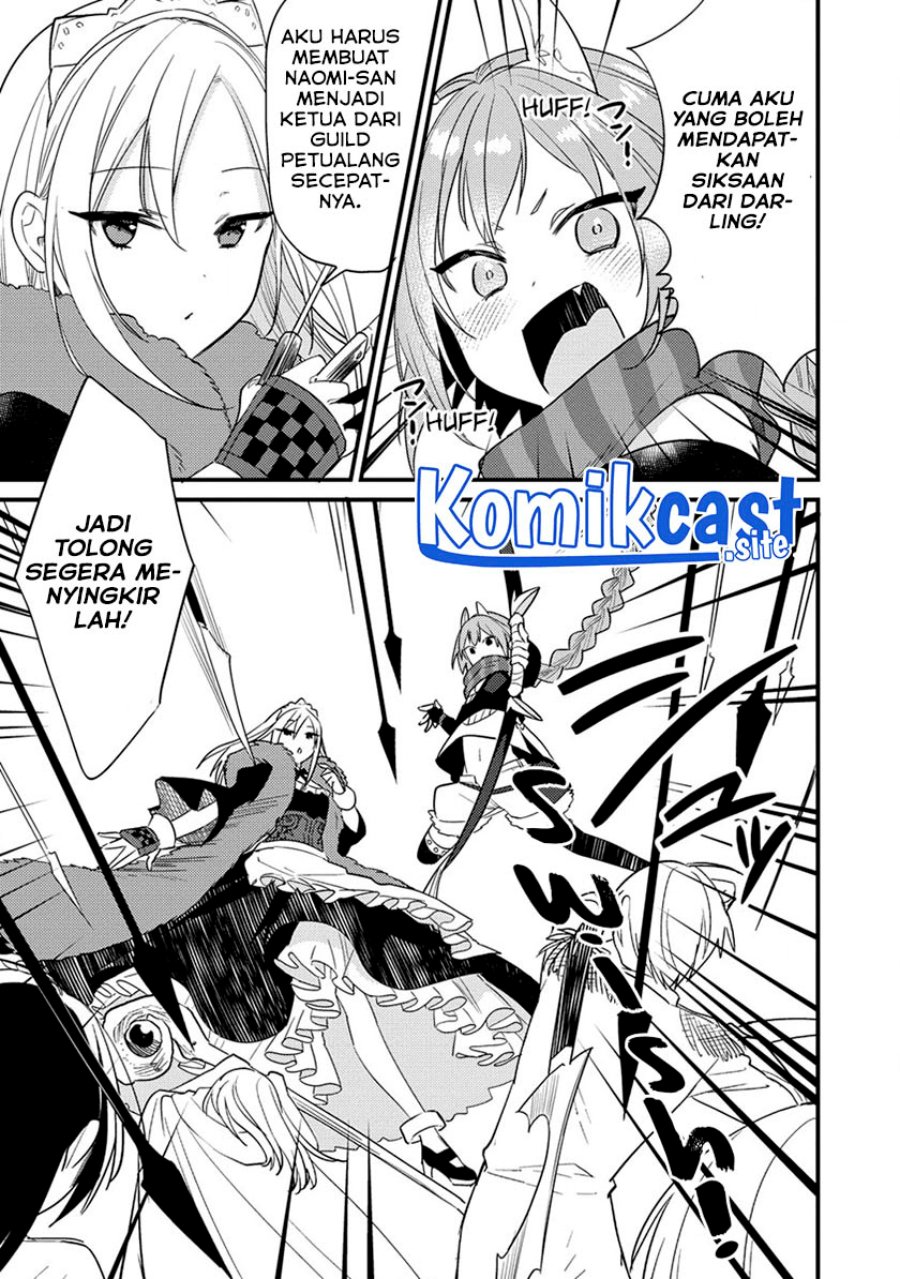 CUMA AKU
YANG BOLEH
MENDAPAT-
KAN
SIKSAAN
DARI DAR-
LING!
HUFF!
HUFF!
AKU HARUS
MEMBUAT
NAOMI-SAN
MENJADI
KETUA DARI
GUILD
PETUALANG
SECEPAT-
NYA.
Komikcast
.site
JADI
TOLONG
SEGERA ME-
NYINGKIR
LAH!
SWISH!